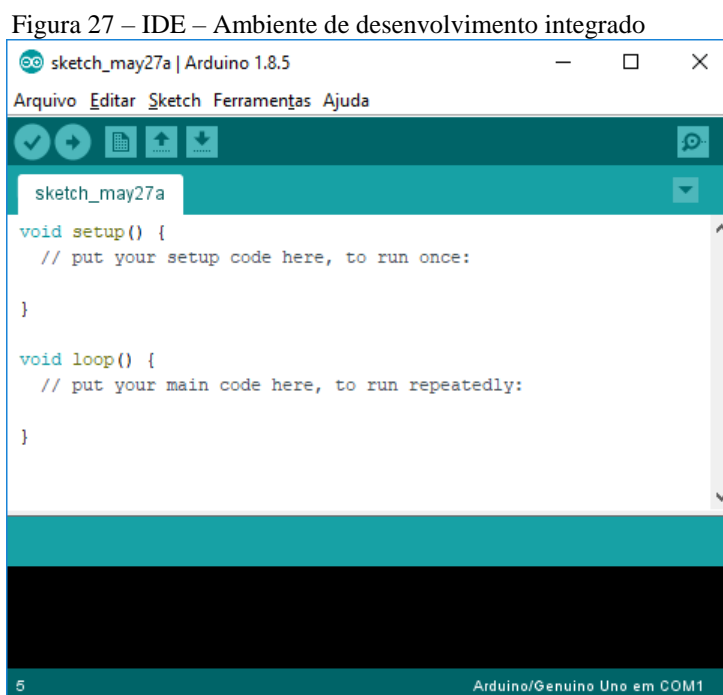 Figura 27 – IDE – Ambiente de desenvolvimento integrado
sketch_may27a | Arduino 1.8.5
Arquivo Editar Sketch Ferramentas Ajuda
sketch_may27a
void setup() {
// put your setup code here, to run once:
}
void loop() {
// put your main code here, to run repeatedly:
}
5 Arduino/Genuino Uno em COM1